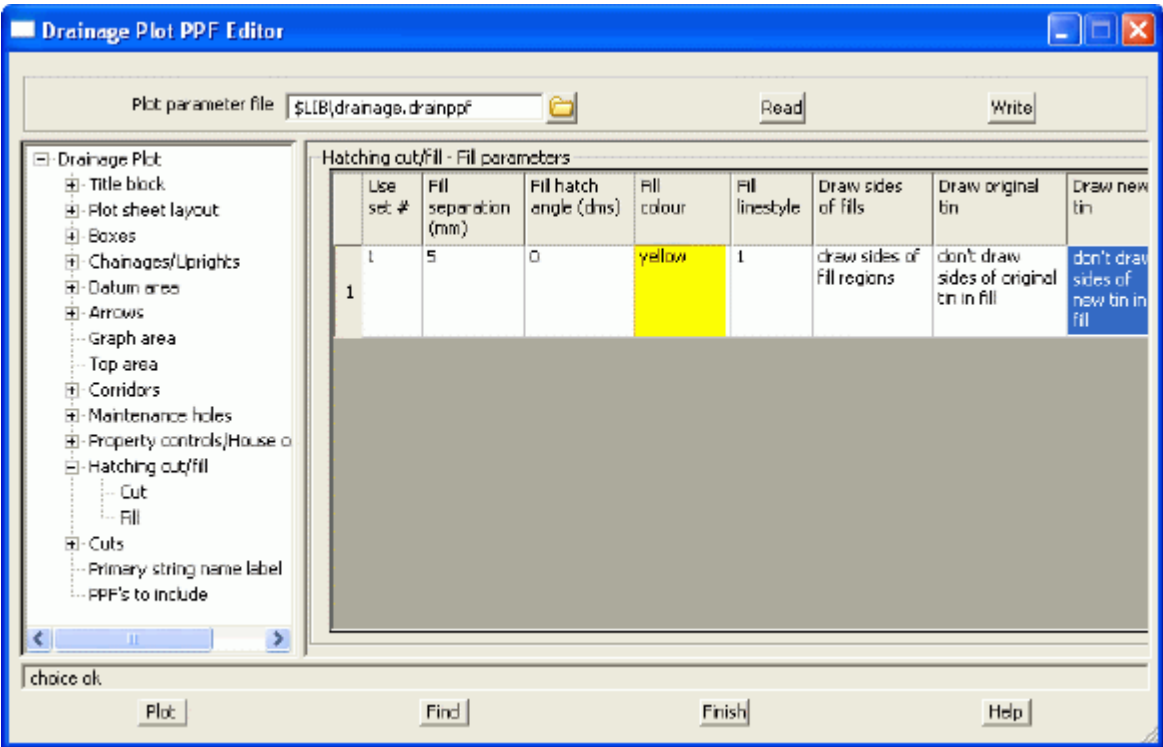 Drainage Plot PPF Editor
Plot parameter file $LIB\drainage.drainppf Read Write
Drainage Plot
Title block
Plot sheet layout
Boxes
Chainages/Uprights
Datum area
Arrows
Graph area
Top area
Corridors
Maintenance holes
Property controls/House c
Hatching cut/fill
Cut
Fill
Cuts
Primary string name label
PPF's to include
Hatching cut/fill - Fill parameters
Use Fill Fill hatch Fill Fill Draw sides Draw original Draw new
set # separation angle (dms) colour linestyle of fills tin tin
(mm)
1 5 0 yellow 1 draw sides of don't draw don't draw
fill regions sides of original sides of
1 tin in fill new tin in
fill
choice ok
Plot Find Finish Help